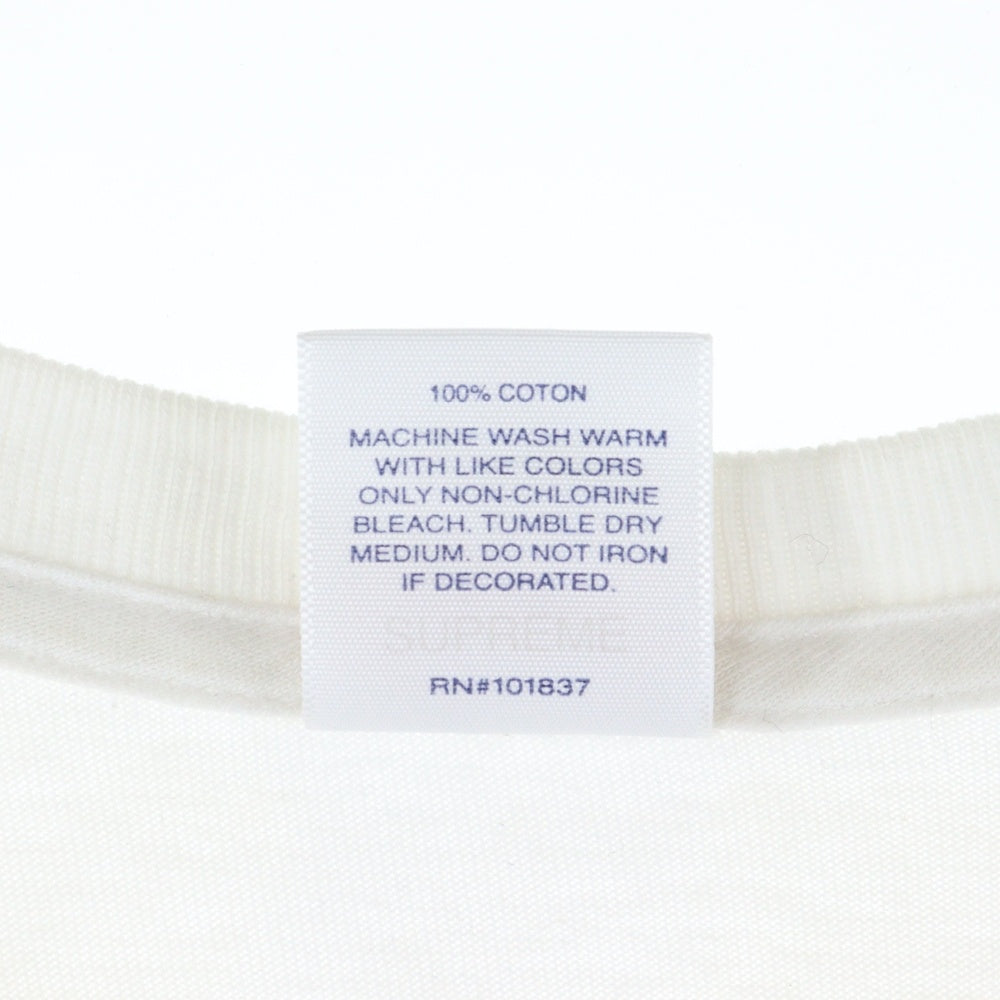 100% COTON
MACHINE WASH WARM
WITH LIKE COLORS
ONLY NON-CHLORINE
BLEACH. TUMBLE DRY
MEDIUM. DO NOT IRON
IF DECORATED.
SUPREME
RN#101837